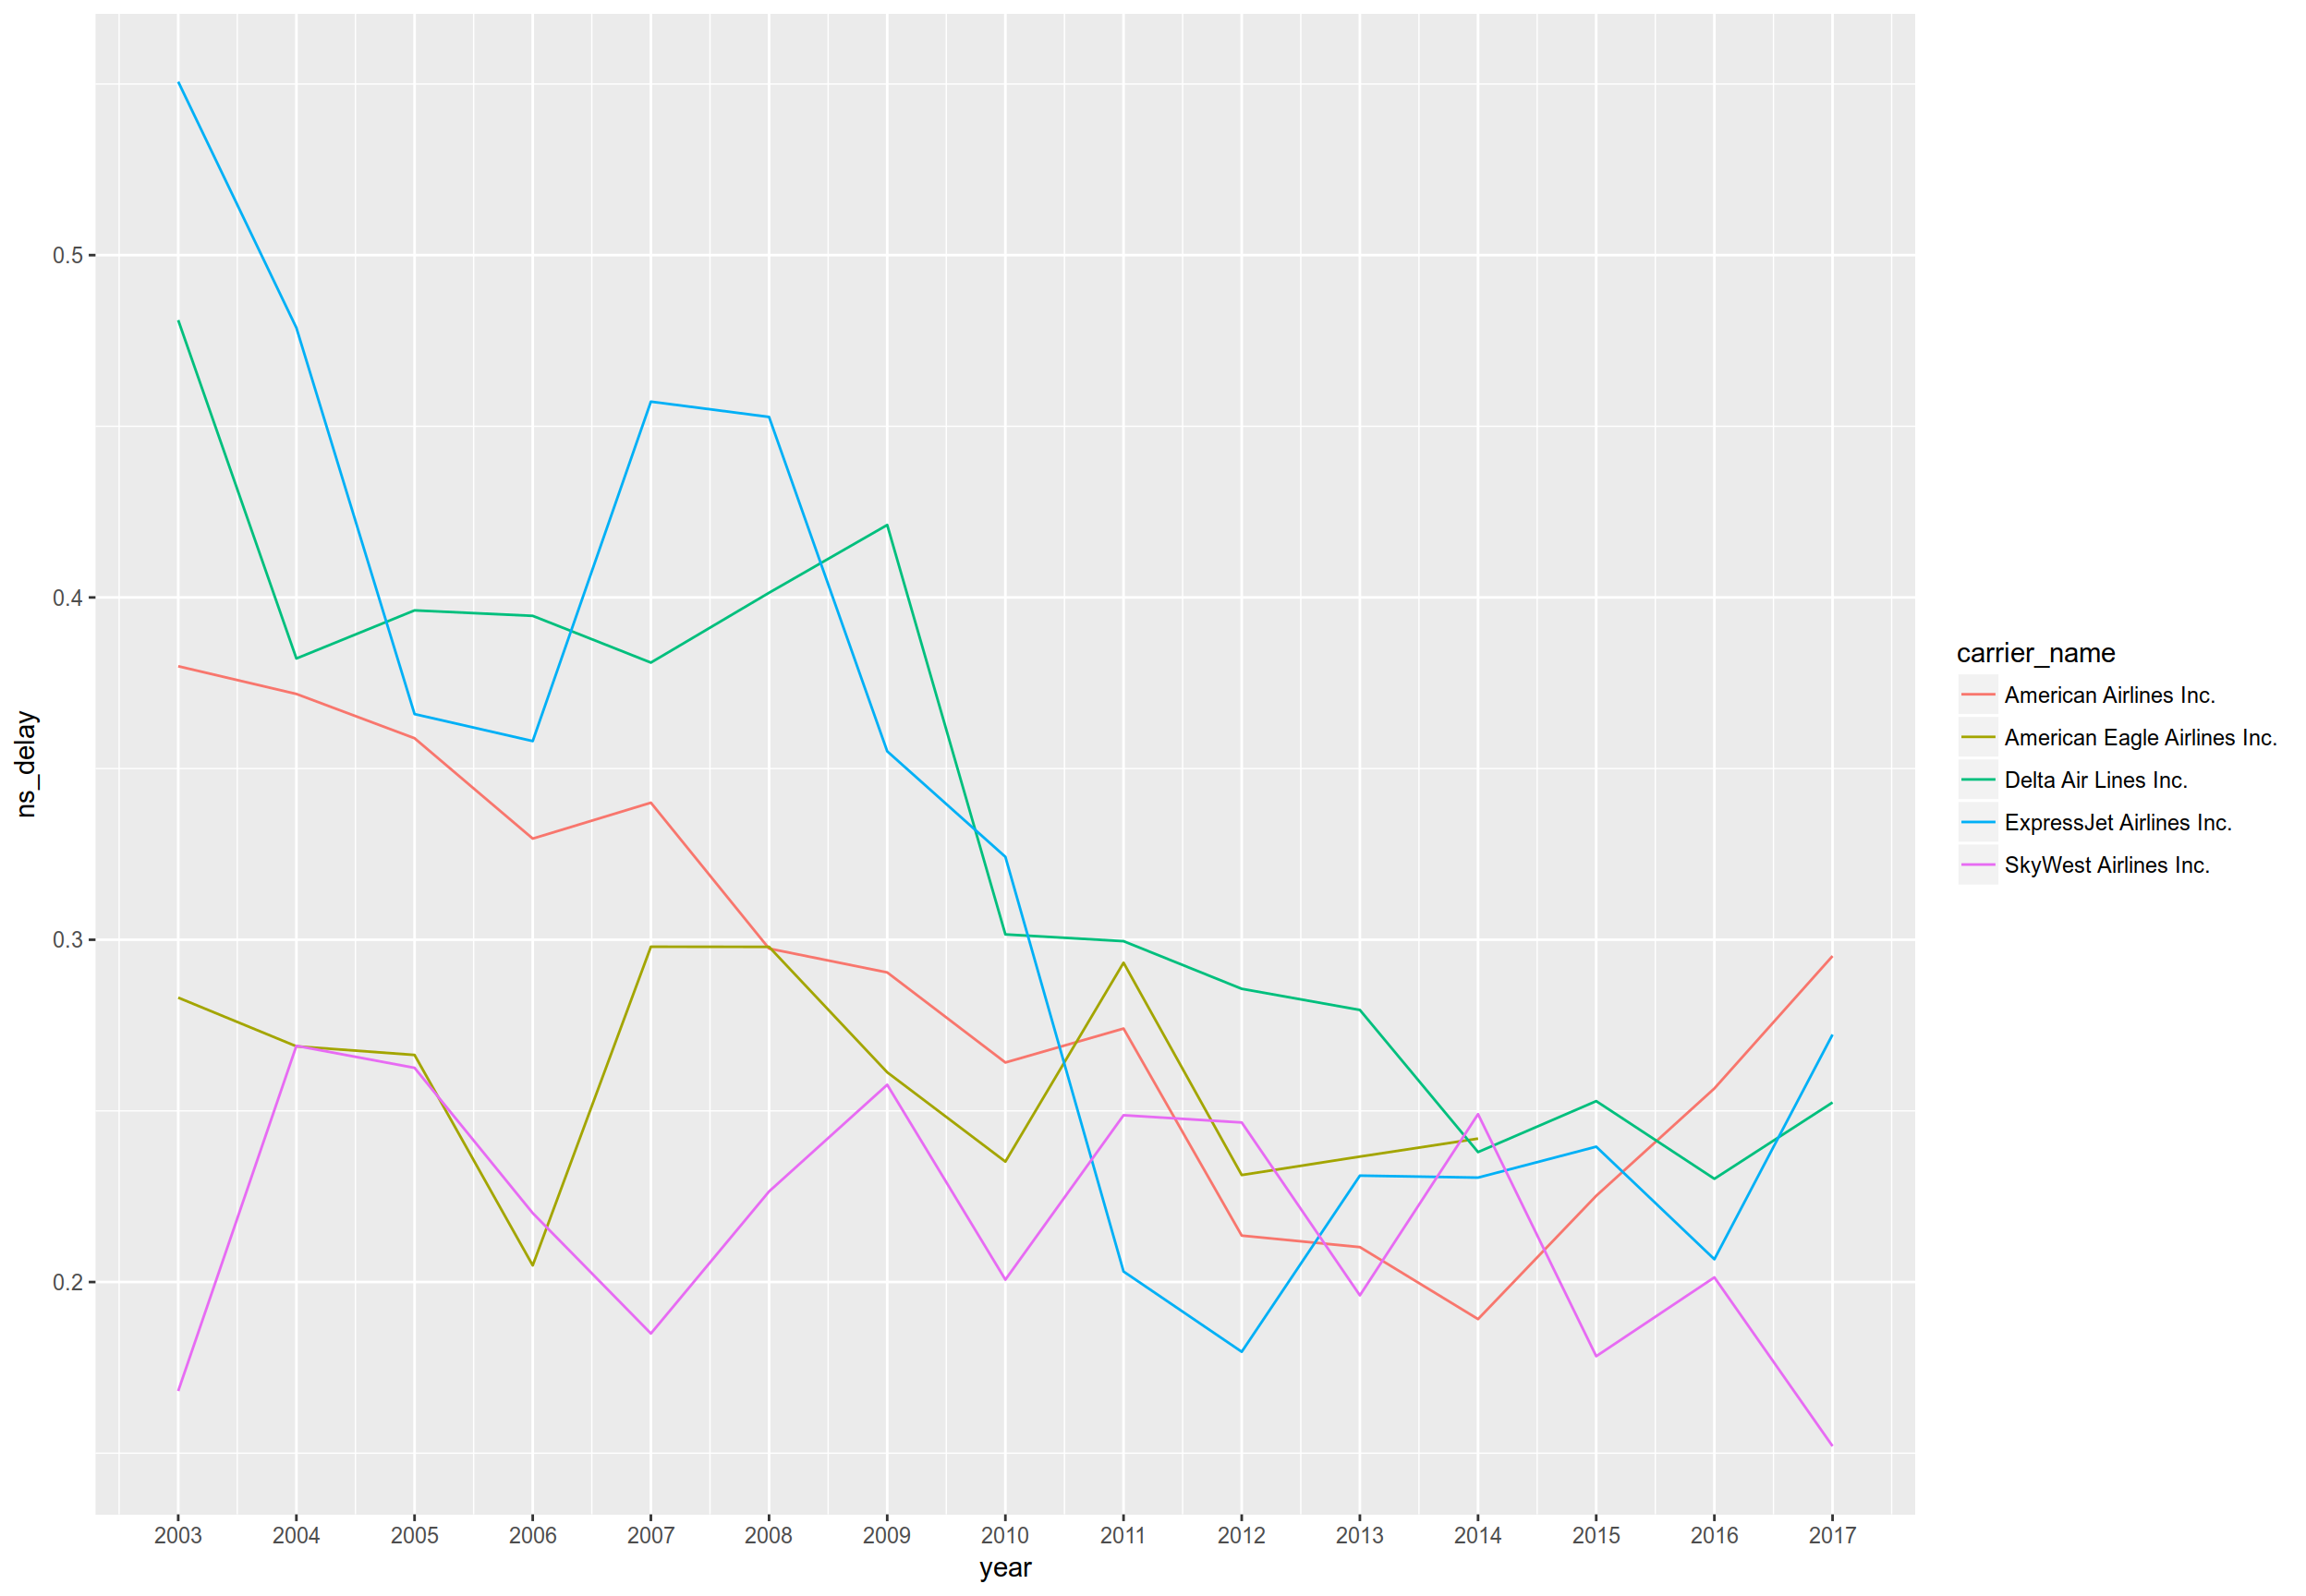 0.5
0.4
0.3
0.2
ns_delay
2003 2004 2005 2006 2007 2008 2009 2010 2011 2012 2013 2014 2015 2016 2017
year
carrier_name
American Airlines Inc.
American Eagle Airlines Inc.
Delta Air Lines Inc.
ExpressJet Airlines Inc.
SkyWest Airlines Inc.